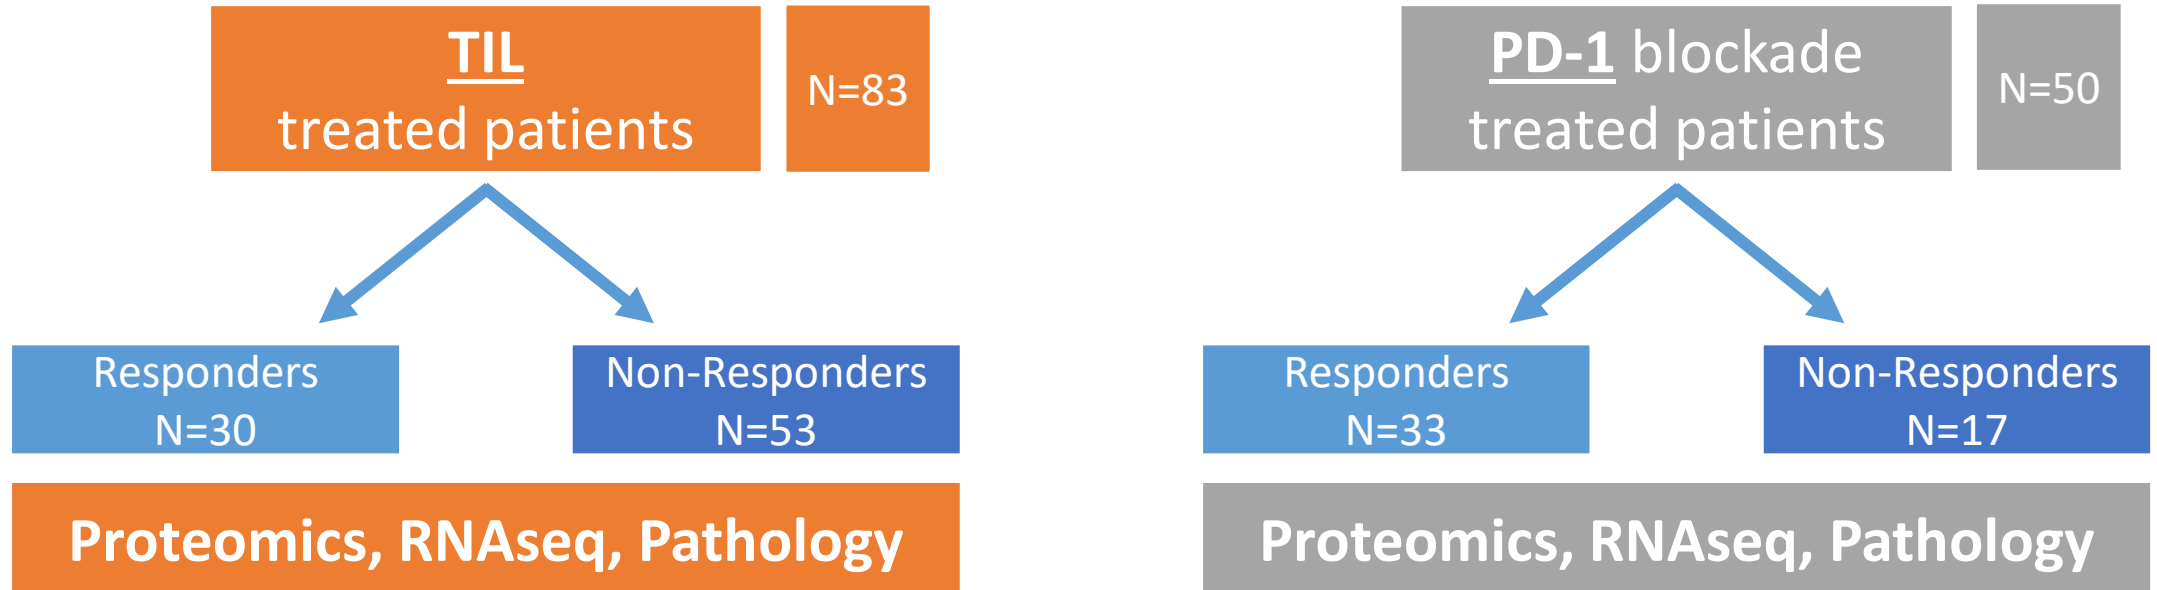 TIL
treated patients
N=83
Responders
N=30
Non-Responders
N=53
Proteomics, RNAseq, Pathology
PD-1 blockade
treated patients
N=50
Responders
N=33
Non-Responders
N=17
Proteomics, RNAseq, Pathology